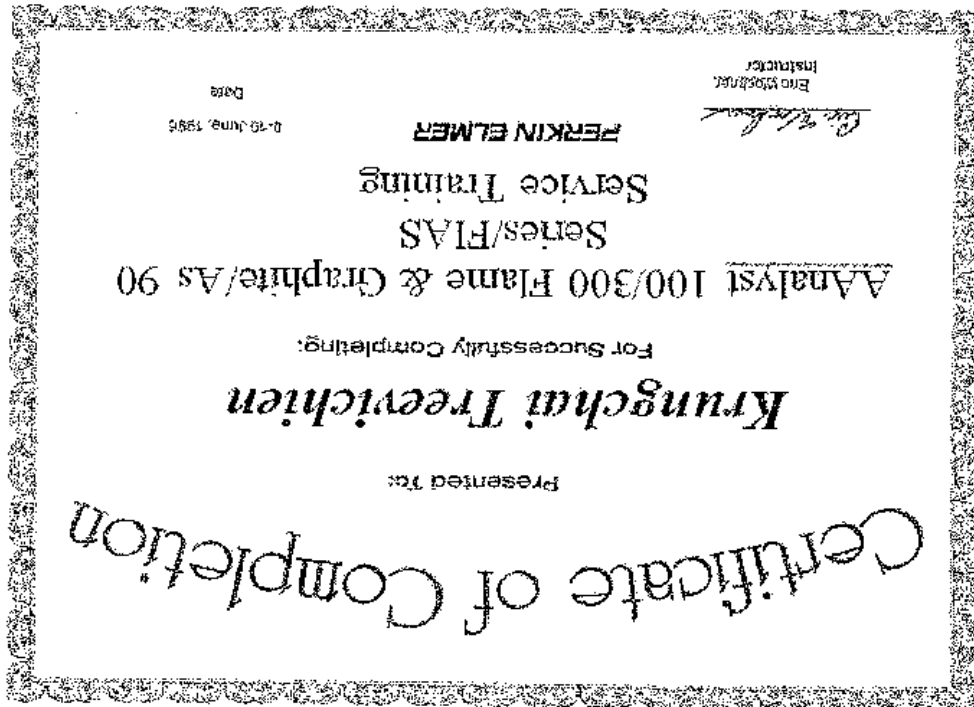 Certificate of Completion
Presented To:
Krungchai Treevichien
For Successfully Completing:
AAnalyst 100/300 Flame & Graphite/As 90
Series/FIAS
Service Training
PERKIN ELMER
Instructor
June,
Date